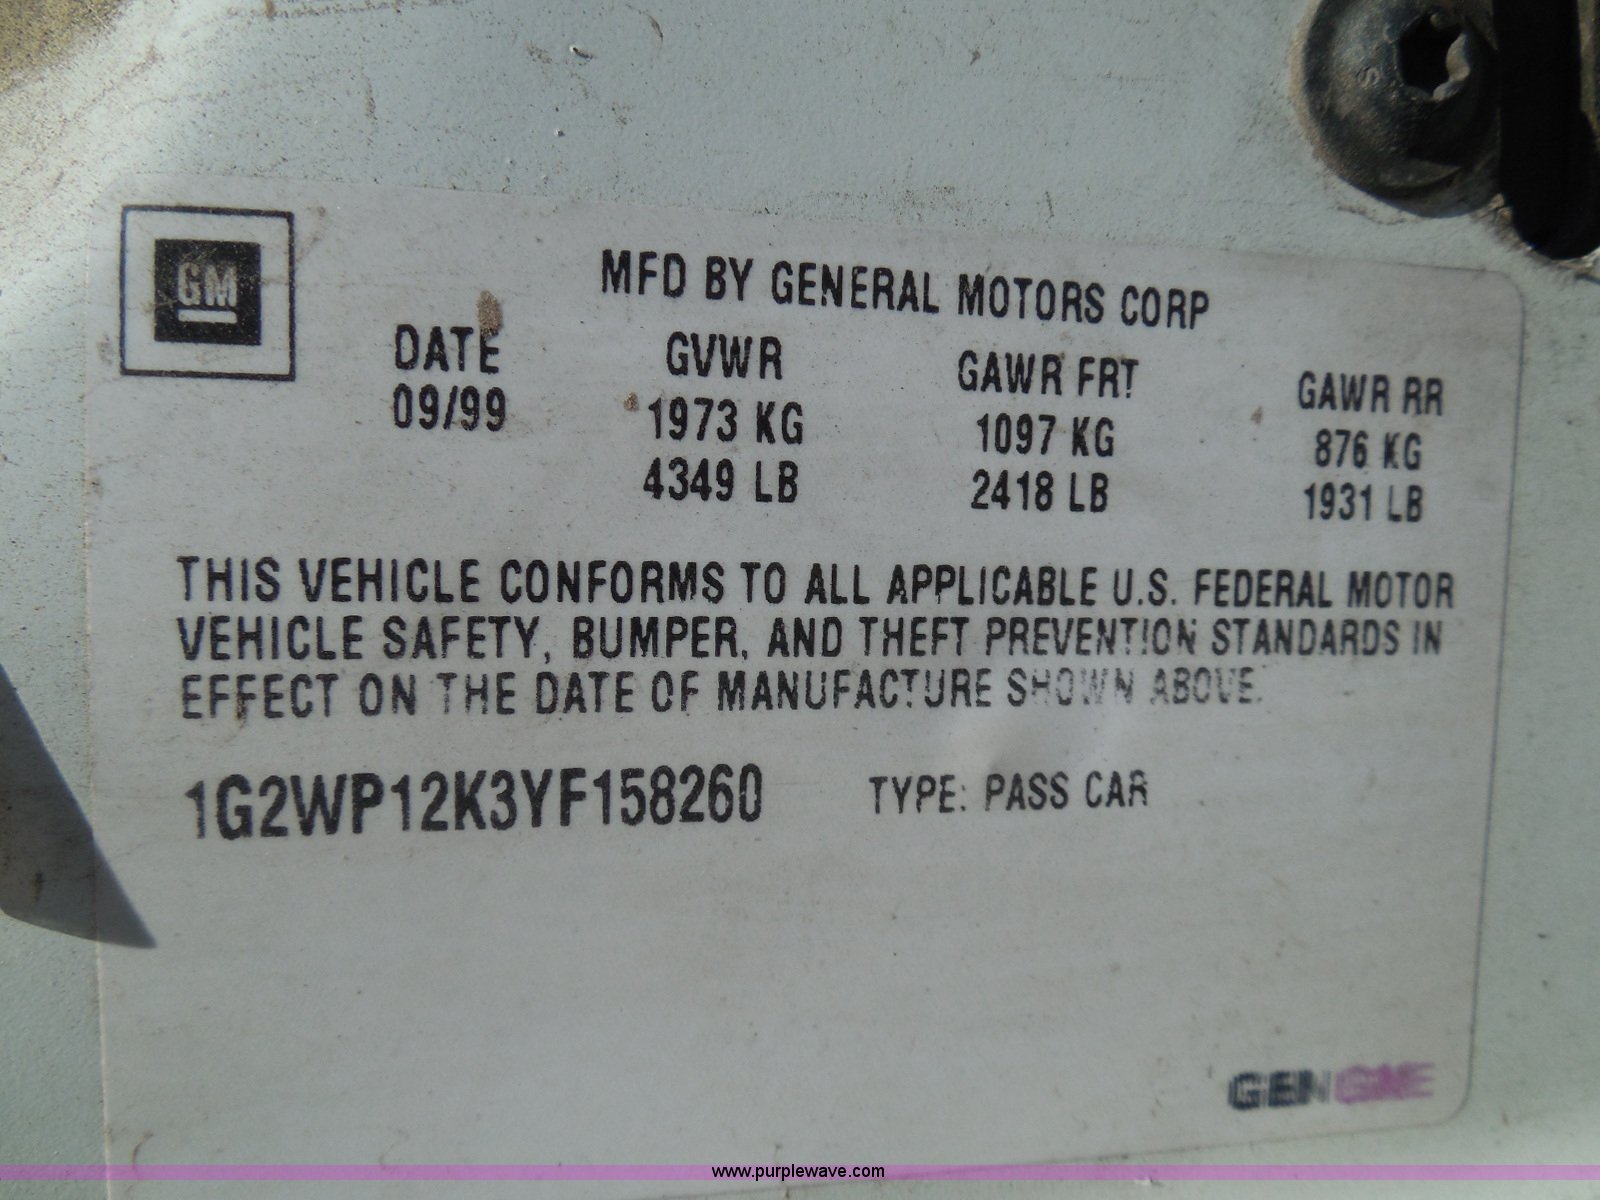 GM
MFD BY GENERAL MOTORS CORP
DATE GVWR GAWR FRT GAWR RR
09/99 1973 KG 1097 KG 876 KG
4349 LB 2418 LB 1931 LB
THIS VEHICLE CONFORMS TO ALL APPLICABLE U.S. FEDERAL MOTOR
VEHICLE SAFETY, BUMPER, AND THEFT PREVENTION STANDARDS IN
EFFECT ON THE DATE OF MANUFACTURE SHOWN ABOVE.
1G2WP12K3YF158260 TYPE: PASS CAR
www.purplewave.com